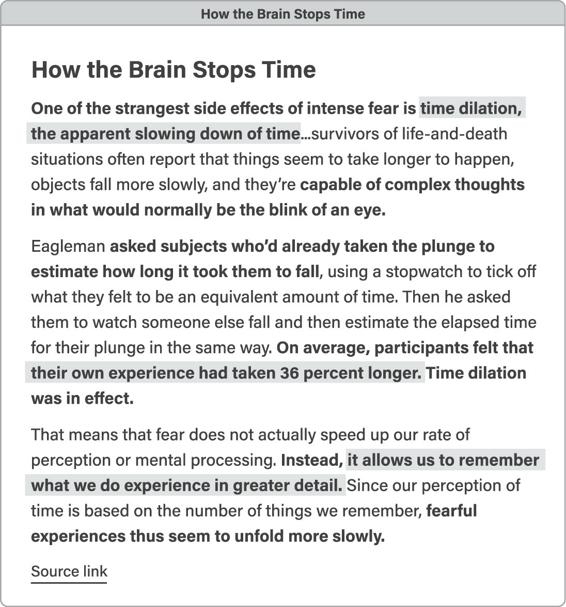 How the Brain Stops Time
How the Brain Stops Time
One of the strangest side effects of intense fear is time dilation,
the apparent slowing down of time...survivors of life-and-death
situations often report that things seem to take longer to happen,
objects fall more slowly, and they’re capable of complex thoughts
in what would normally be the blink of an eye.
Eagleman asked subjects who’d already taken the plunge to
estimate how long it took them to fall, using a stopwatch to tick off
what they felt to be an equivalent amount of time. Then he asked
them to watch someone else fall and then estimate the elapsed time
for their plunge in the same way. On average, participants felt that
their own experience had taken 36 percent longer. Time dilation
was in effect.
That means that fear does not actually speed up our rate of
perception or mental processing. Instead, it allows us to remember
what we do experience in greater detail. Since our perception of
time is based on the number of things we remember, fearful
experiences thus seem to unfold more slowly.
Source link